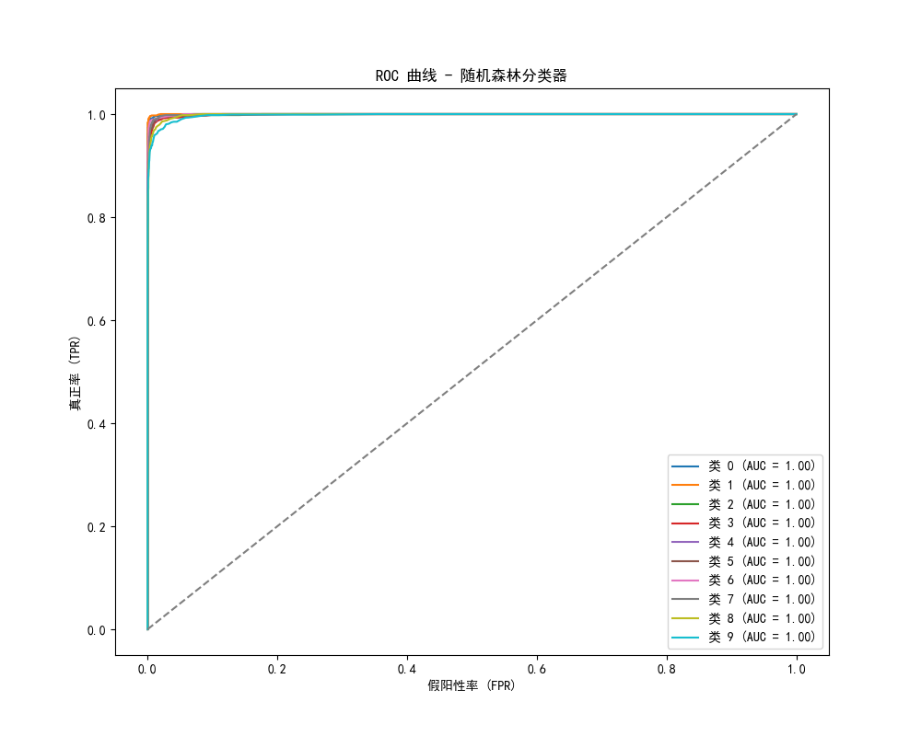 ROC 曲线 - 随机森林分类器
1.0
0.8
0.6
0.4
0.2
0.0
真正率 (TPR)
类 0 (AUC = 1.00)
类 1 (AUC = 1.00)
类 2 (AUC = 1.00)
类 3 (AUC = 1.00)
类 4 (AUC = 1.00)
类 5 (AUC = 1.00)
类 6 (AUC = 1.00)
类 7 (AUC = 1.00)
类 8 (AUC = 1.00)
类 9 (AUC = 1.00)
0.0 0.2 0.4 0.6 0.8 1.0
假阳性率 (FPR)